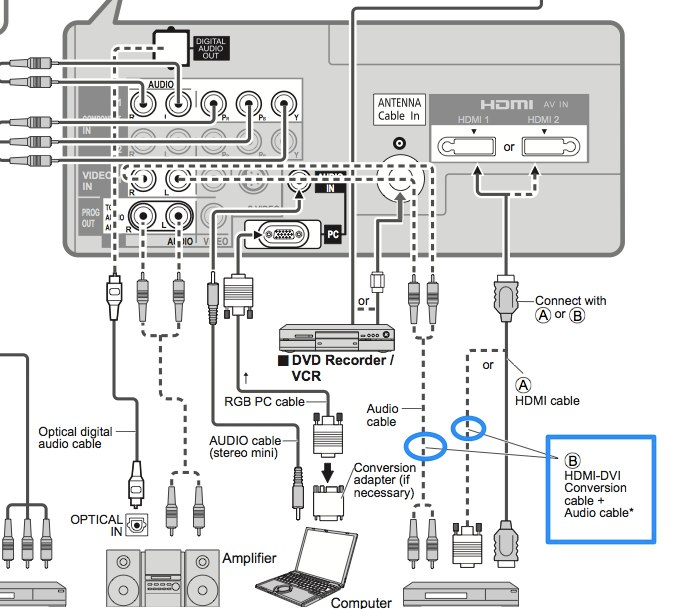 DIGITAL
AUDIO
OUT
AUDIO
R
L
PR
PB
Y
IN
ANTENNA
Cable In
HDMI AV IN
HDMI 1
HDMI 2
or
R
L
Y
VIDEO
IN
R
L
AUDIO
IN
PROG
OUT
R
L
AUDIO
VIDEO
PC
or
Connect with
Ⓐ or Ⓑ
■ DVD Recorder /
VCR
or
Ⓐ
HDMI cable
RGB PC cable
Audio
cable
Optical digital
audio cable
AUDIO cable
(stereo mini)
Conversion
adapter (if
necessary)
Ⓑ
HDMI-DVI
Conversion
cable +
Audio cable*
OPTICAL
IN
Amplifier
Computer